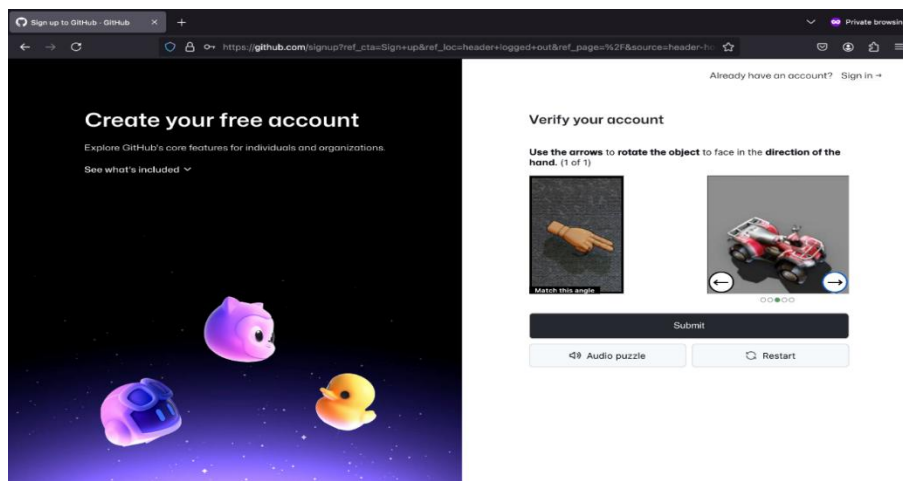 Sign up to GitHub · GitHub
Private browsin
https://github.com/signup?ref_cta=Sign+up&ref_loc=header+logged+out&ref_page=%2F&source=header-h
Already have an account? Sign in →
Create your free account
Explore GitHub's core features for individuals and organizations.
See what's included
Verify your account
Use the arrows to rotate the object to face in the direction of the
hand. (1 of 1)
Match this angle
Submit
Audio puzzle
Restart